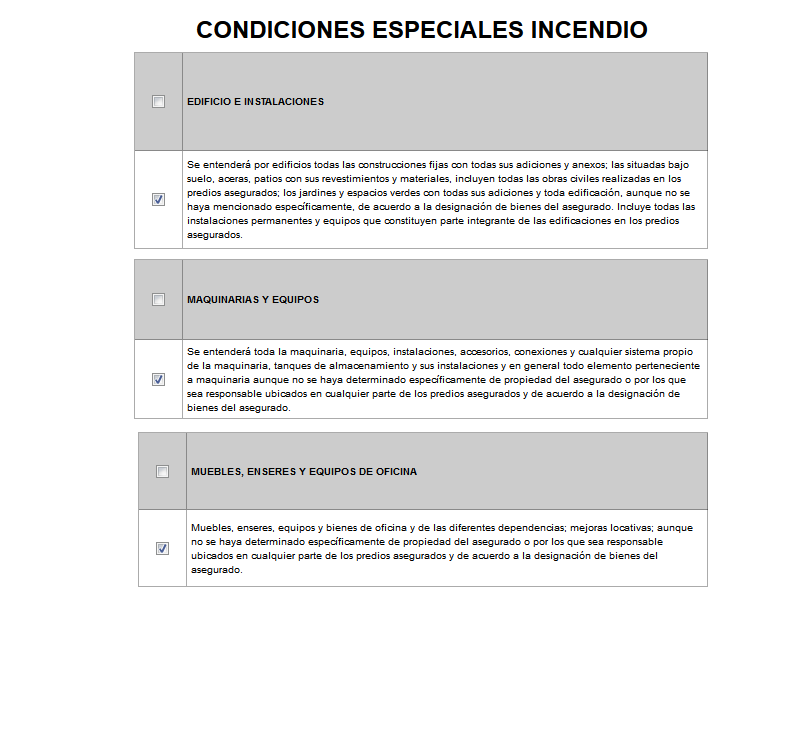 CONDICIONES ESPECIALES INCENDIO
EDIFICIO E INSTALACIONES
Se entenderá por edificios todas las construcciones fijas con todas sus adiciones y anexos; las situadas bajo
suelo, aceras, patios con sus revestimientos y materiales, incluyen todas las obras civiles realizadas en los
predios asegurados; los jardines y espacios verdes con todas sus adiciones y toda edificación, aunque no se
haya mencionado específicamente, de acuerdo a la designación de bienes del asegurado. Incluye todas las
instalaciones permanentes y equipos que constituyen parte integrante de las edificaciones en los predios
asegurados.
MAQUINARIAS Y EQUIPOS
Se entenderá toda la maquinaria, equipos, instalaciones, accesorios, conexiones y cualquier sistema propio
de la maquinaria, tanques de almacenamiento y sus instalaciones y en general todo elemento perteneciente
a maquinaria aunque no se haya determinado específicamente de propiedad del asegurado o por los que
sea responsable ubicados en cualquier parte de los predios asegurados y de acuerdo a la designación de
bienes del asegurado.
MUEBLES, ENSERES Y EQUIPOS DE OFICINA
Muebles, enseres, equipos y bienes de oficina y de las diferentes dependencias; mejoras locativas; aunque
no se haya determinado específicamente de propiedad del asegurado o por los que sea responsable
ubicados en cualquier parte de los predios asegurados y de acuerdo a la designación de bienes del
asegurado.